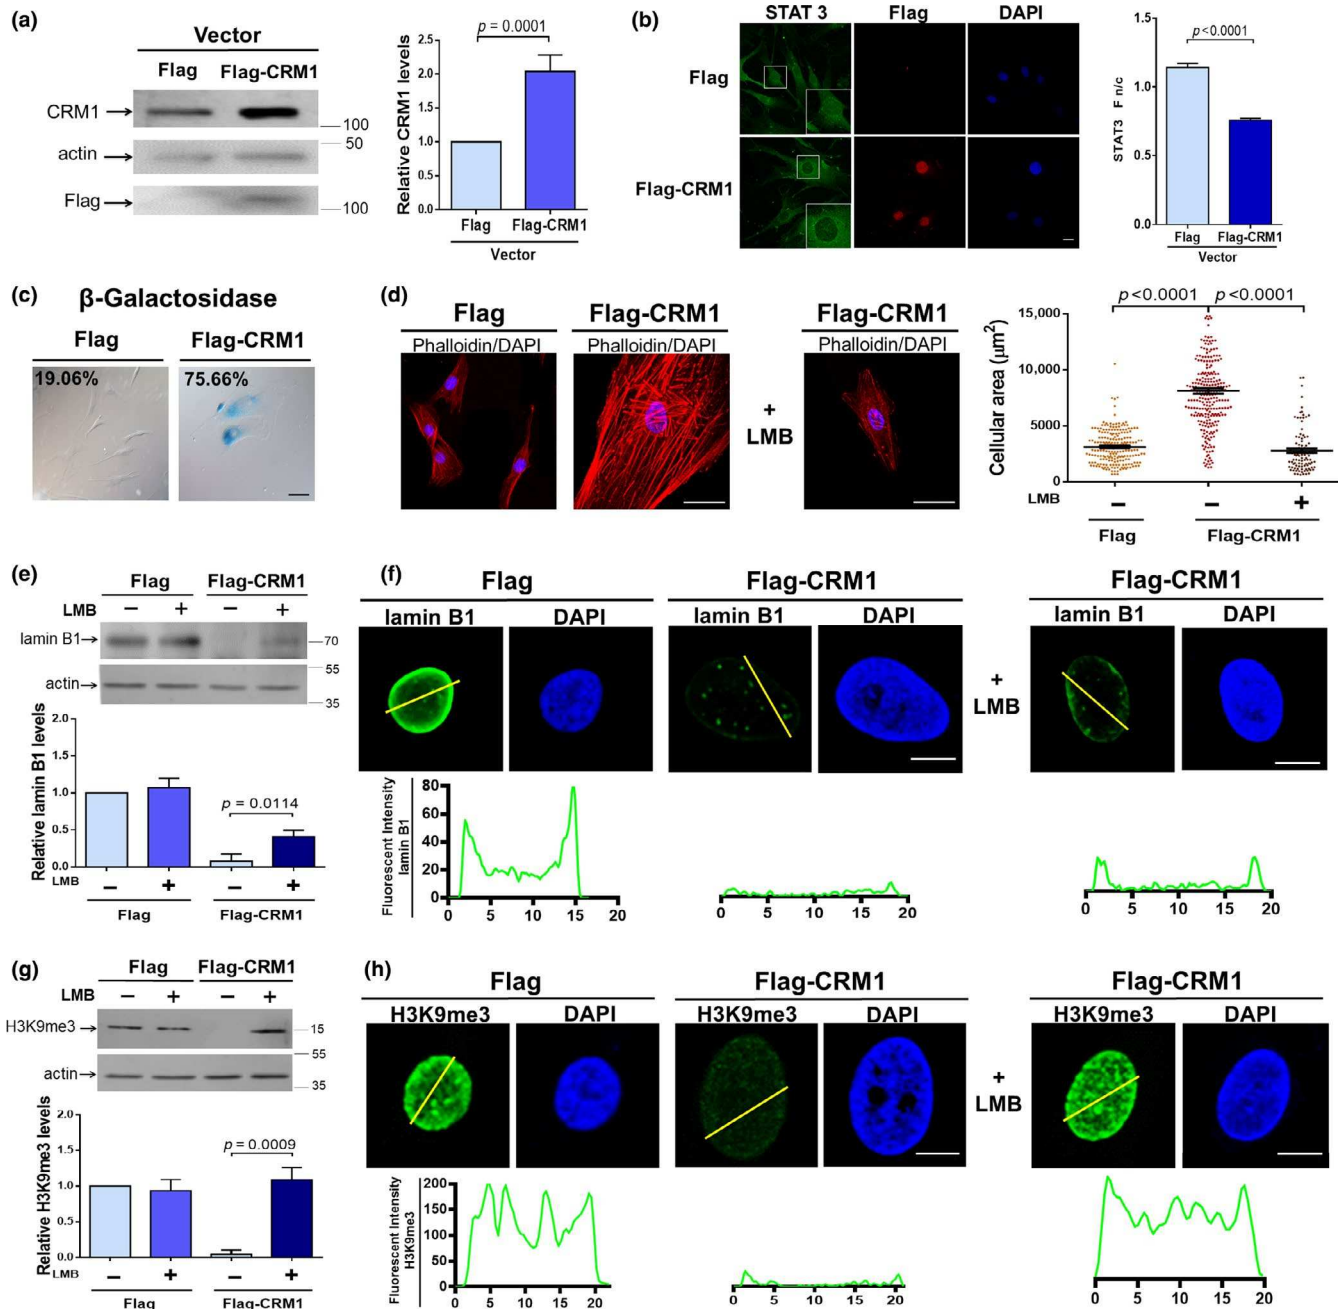 (a)
Vector
Flag Flag-CRM1
CRM1
100
50
actin
Flag
100
p = 0.0001
Relative CRM1 levels
2.5
2.0
1.5
1.0
0.5
0.0
Flag Flag-CRM1
Vector
(b)
STAT 3 Flag DAPI
Flag
Flag-CRM1
p<0.0001
STAT3 F n/c
1.5
1.0
0.5
0.0
Flag Flag-CRM1
Vector
(c)
β-Galactosidase
Flag Flag-CRM1
19.06% 75.66%
(d)
Flag Flag-CRM1 Flag-CRM1
Phalloidin/DAPI Phalloidin/DAPI Phalloidin/DAPI
+
LMB
p<0.0001 p<0.0001
Cellular area (µm²)
15,000
10,000
5000
0
LMB − − +
Flag Flag-CRM1
(e)
Flag Flag-CRM1
LMB − + − +
lamin B1
70
55
actin
35
Relative lamin B1 levels
2.0
1.5
1.0
0.5
0.0
p = 0.0114
LMB − + − +
Flag Flag-CRM1
(f)
Flag Flag-CRM1 Flag-CRM1
lamin B1 DAPI lamin B1 DAPI lamin B1 DAPI
+
LMB
Fluorescent Intensity
lamin B1
80
60
40
20
0
0 5 10 15 20
0 5 10 15 20
0 5 10 15 20
(g)
Flag Flag-CRM1
LMB − + − +
H3K9me3
15
55
actin
35
Relative H3K9me3 levels
2.0
1.5
1.0
0.5
0.0
p = 0.0009
LMB − + − +
Flag Flag-CRM1
(h)
Flag Flag-CRM1 Flag-CRM1
H3K9me3 DAPI H3K9me3 DAPI H3K9me3 DAPI
+
LMB
Fluorescent Intensity
H3K9me3
200
150
100
50
0
0 5 10 15 20
0 5 10 15 20
0 5 10 15 20